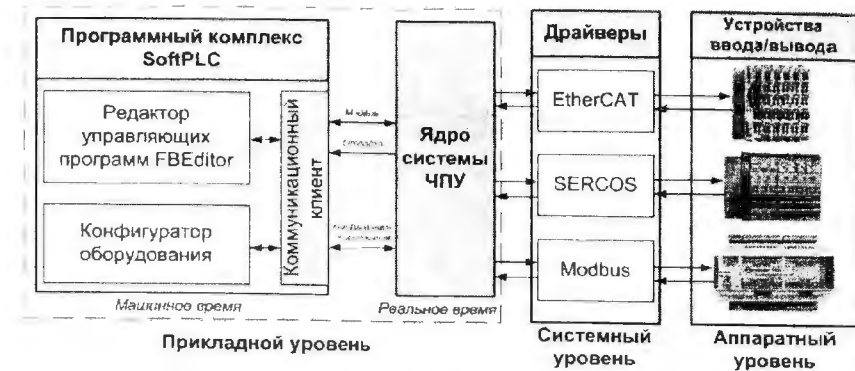 Программный комплекс
SoftPLC
Редактор
управляющих
программ FBEditor
Конфигуратор
оборудования
Коммуникационный
клиент
Машинное время
Модель
Ядро
системы
ЧПУ
Реальное время
Прикладной уровень
Драйверы
EtherCAT
SERCOS
Modbus
Системный
уровень
Устройства
ввода/вывода
Аппаратный
уровень